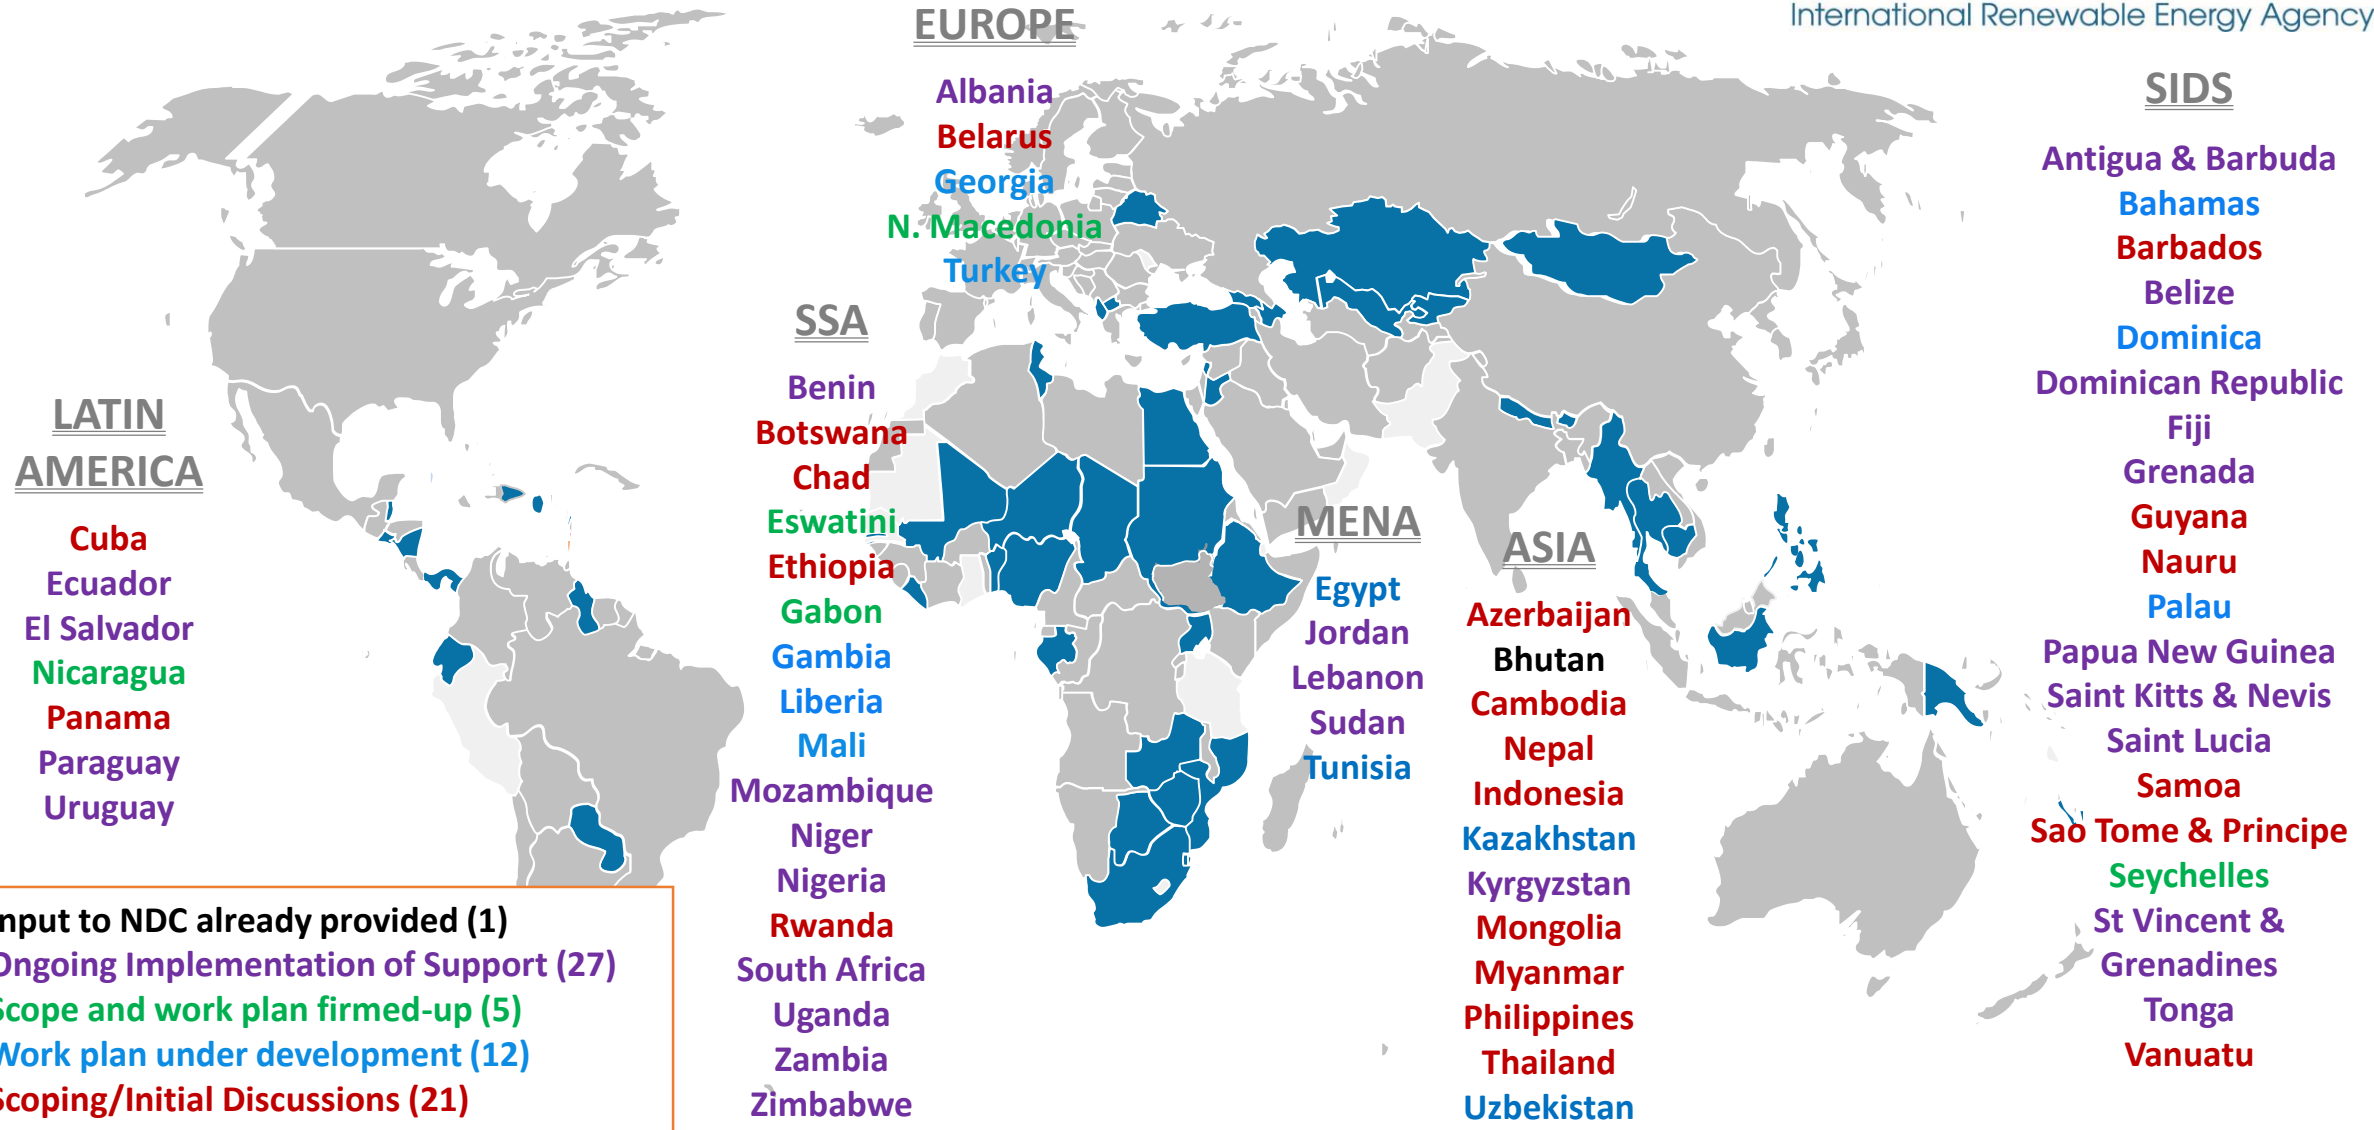 International Renewable Energy Agency
EUROPE
Albania
Belarus
Georgia
N. Macedonia
Turkey
SIDS
Antigua & Barbuda
Bahamas
Barbados
Belize
Dominica
Dominican Republic
Fiji
Grenada
Guyana
Nauru
Palau
Papua New Guinea
Saint Kitts & Nevis
Saint Lucia
Samoa
Sao Tome & Principe
Seychelles
St Vincent &
Grenadines
Tonga
Vanuatu
SSA
Benin
Botswana
Chad
Eswatini
Ethiopia
Gabon
Gambia
Liberia
Mali
Mozambique
Niger
Nigeria
Rwanda
South Africa
Uganda
Zambia
Zimbabwe
LATIN
AMERICA
Cuba
Ecuador
El Salvador
Nicaragua
Panama
Paraguay
Uruguay
MENA
Egypt
Jordan
Lebanon
Sudan
Tunisia
ASIA
Azerbaijan
Bhutan
Cambodia
Nepal
Indonesia
Kazakhstan
Kyrgyzstan
Mongolia
Myanmar
Philippines
Thailand
Uzbekistan
nput to NDC already provided (1)
Ongoing Implementation of Support (27)
Scope and work plan firmed-up (5)
Work plan under development (12)
Scoping/Initial Discussions (21)